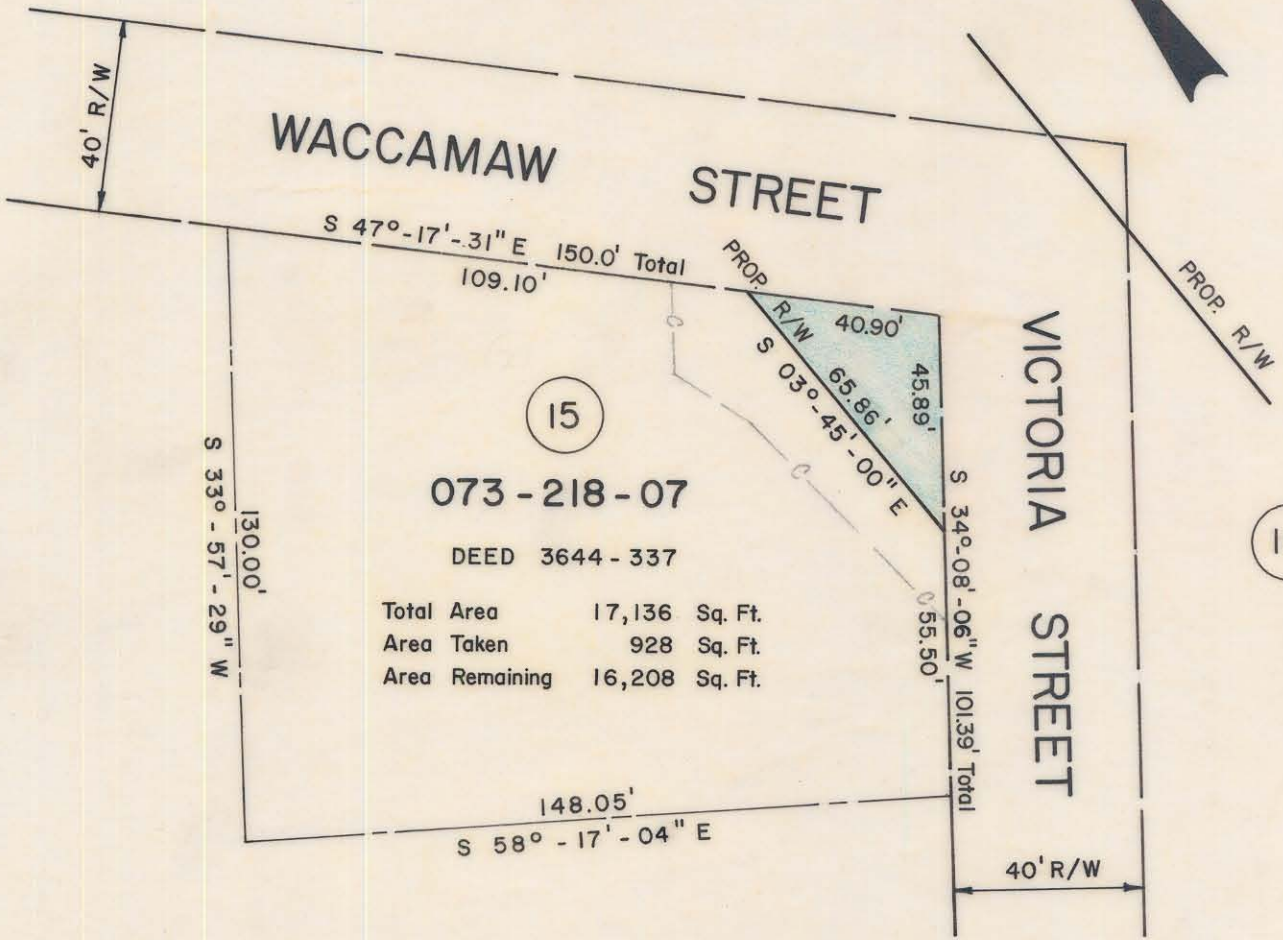 40' R/W
WACCAMAW STREET
S 47°-17'-31" E 150.0' Total
109.10'
PROP. R/W
40.90'
45.89'
65.86'
S 03°-45'-00" E
PROP. R/W
VICTORIA STREET
15
073-218-07
DEED 3644-337
Total Area 17,136 Sq. Ft.
Area Taken 928 Sq. Ft.
Area Remaining 16,208 Sq. Ft.
130.00'
S 33°-57'-29" W
C
C
C
55.50'
S 34°-08'-06" W 101.39' Total
148.05'
S 58°-17'-04" E
40' R/W